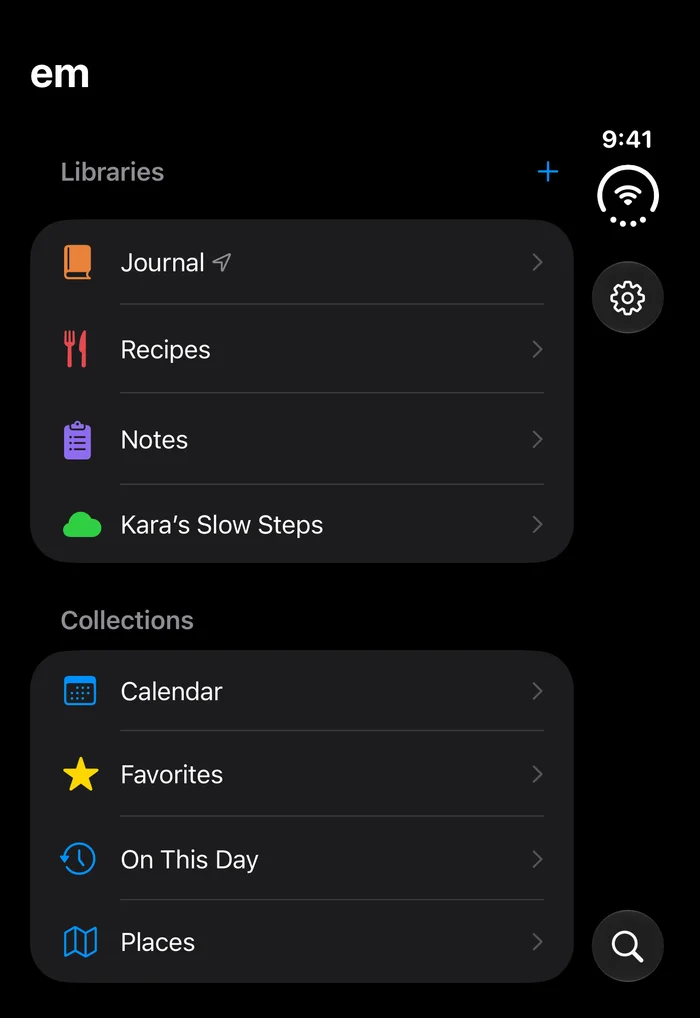 em
9:41
Libraries
Journal
Recipes
Notes
Kara’s Slow Steps
Collections
Calendar
Favorites
On This Day
Places